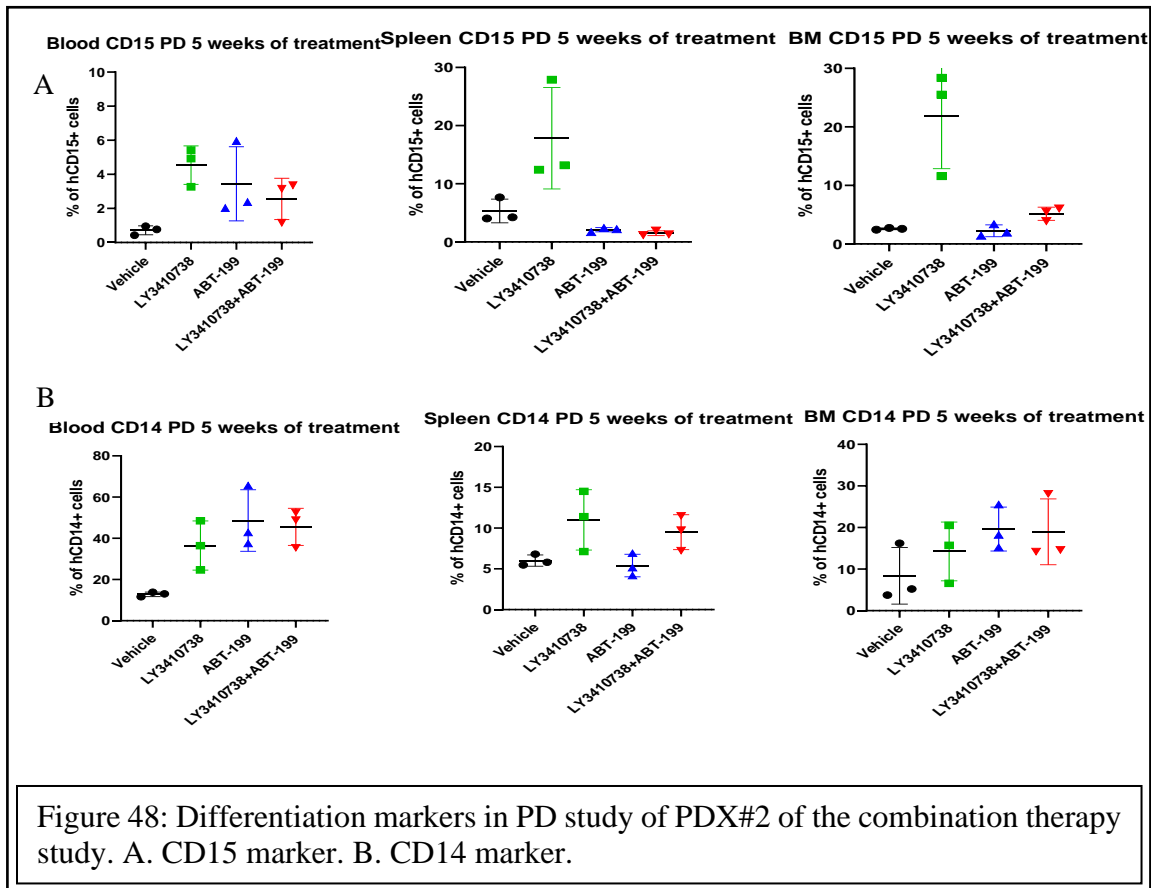 A
Blood CD15 PD 5 weeks of treatment
% of hCD15+ cells
10
8
6
4
2
0
Vehicle
LY3410738
ABT-199
LY3410738+ABT-199
Spleen CD15 PD 5 weeks of treatment
% of hCD15+ cells
30
20
10
0
Vehicle
LY3410738
ABT-199
LY3410738+ABT-199
BM CD15 PD 5 weeks of treatment
% of hCD15+ cells
30
20
10
0
Vehicle
LY3410738
ABT-199
LY3410738+ABT-199
B
Blood CD14 PD 5 weeks of treatment
% of hCD14+ cells
80
60
40
20
0
Vehicle
LY3410738
ABT-199
LY3410738+ABT-199
Spleen CD14 PD 5 weeks of treatment
% of hCD14+ cells
20
15
10
5
0
Vehicle
LY3410738
ABT-199
LY3410738+ABT-199
BM CD14 PD 5 weeks of treatment
% of hCD14+ cells
40
30
20
10
0
Vehicle
LY3410738
ABT-199
LY3410738+ABT-199
Figure 48: Differentiation markers in PD study of PDX#2 of the combination therapy
study. A. CD15 marker. B. CD14 marker.